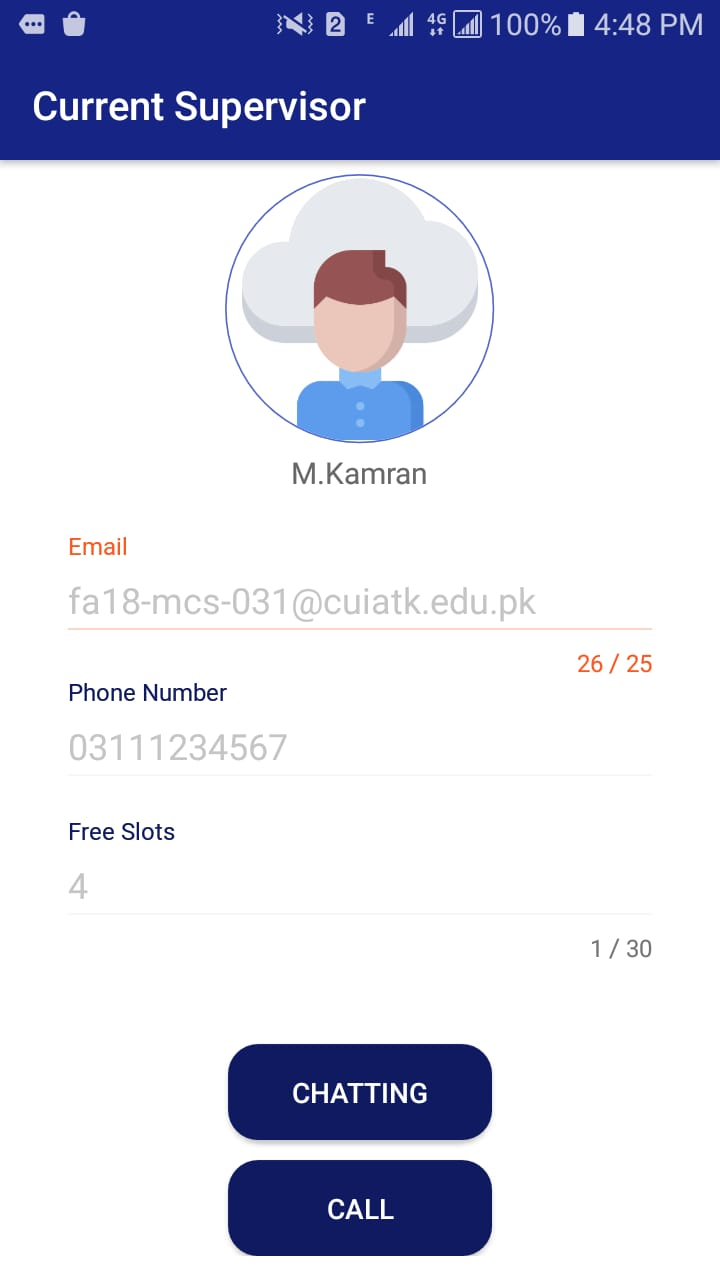 2 E 4G 100% 4:48 PM
Current Supervisor
M.Kamran
Email
fa18-mcs-031@cuiatk.edu.pk
26 / 25
Phone Number
03111234567
Free Slots
4
1 / 30
CHATTING
CALL